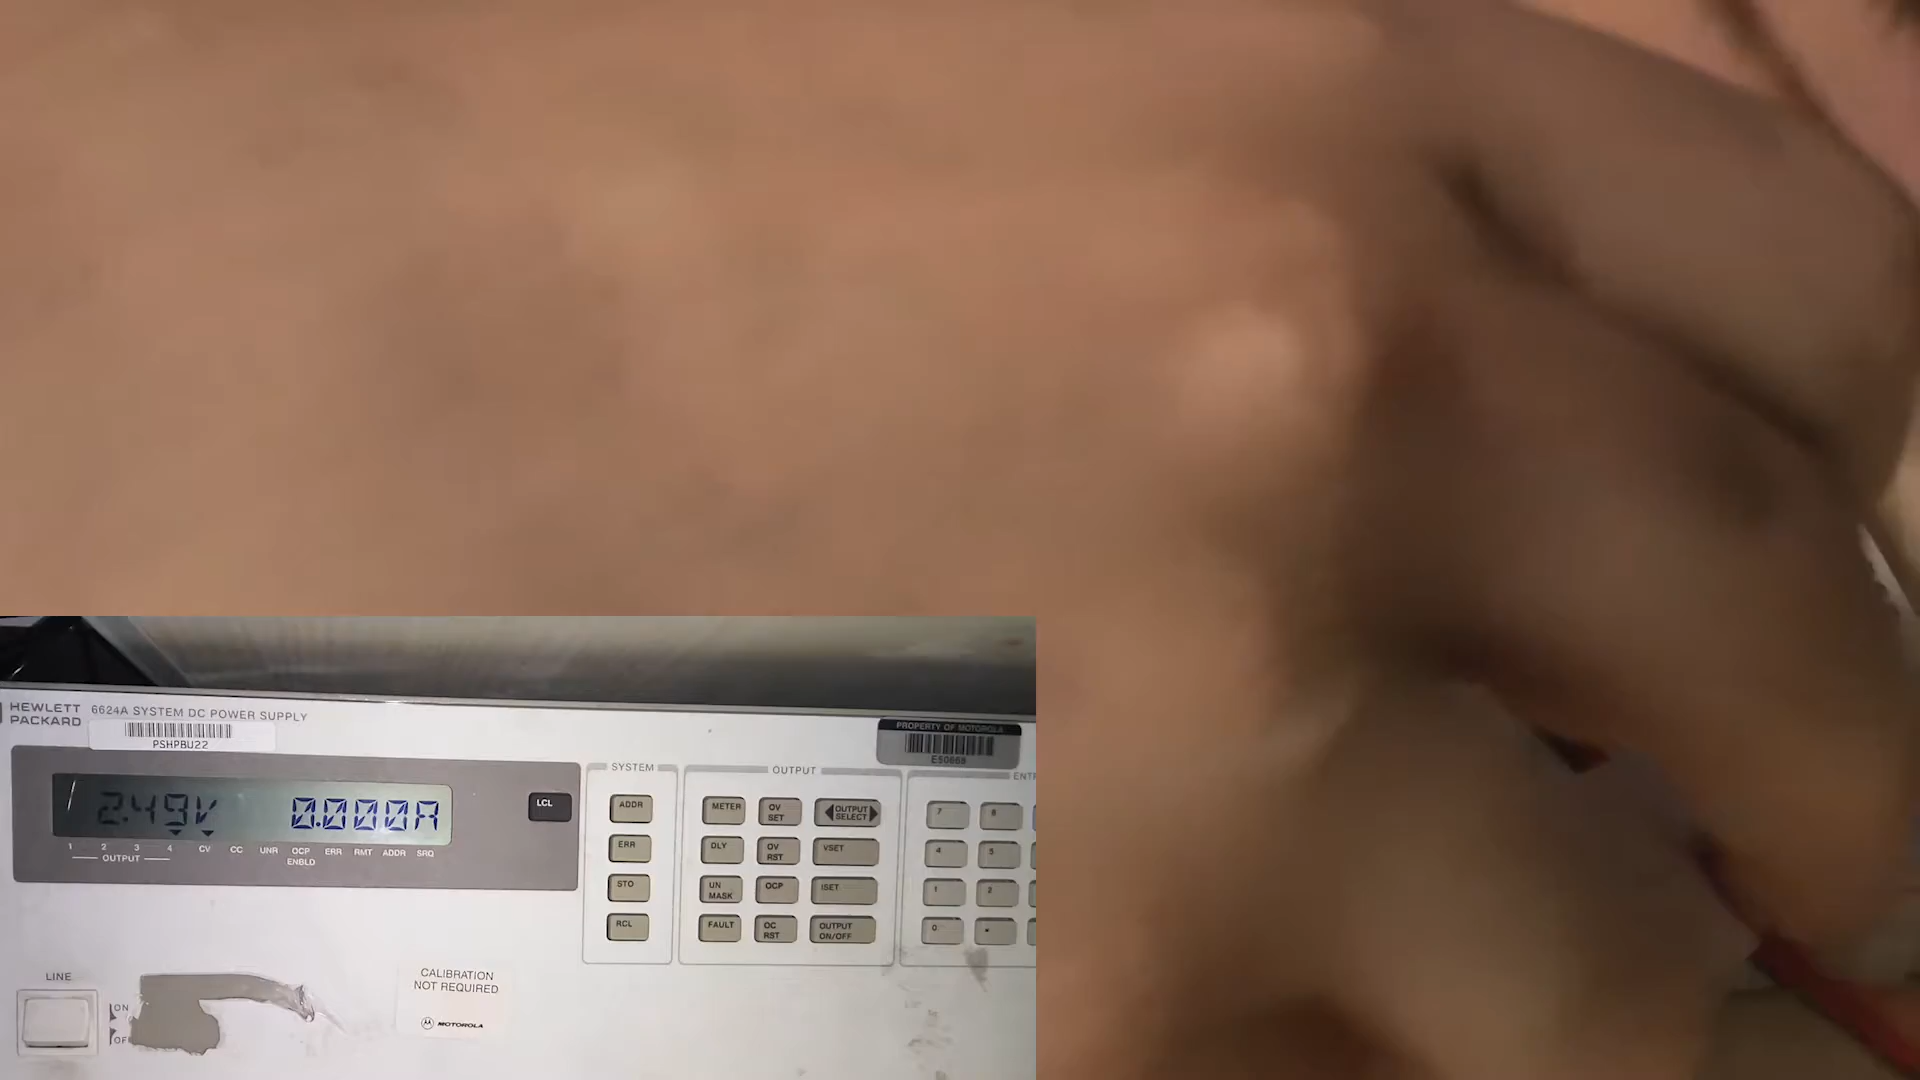 HEWLETT
PACKARD
6624A SYSTEM DC POWER SUPPLY
PSHPBU22
PROPERTY OF MOTOROLA
2.49V 0.000A
1 2 3 4 CV CC UNR OCP ENBLD ERR RMT ADDR SRQ
OUTPUT
LCL
SYSTEM
ADDR
ERR
STO
RCL
OUTPUT
METER
OV SET
OUTPUT SELECT
DLY
OV RST
VSET
UN MASK
OCP
ISET
FAULT
OC RST
OUTPUT ON/OFF
7
4 5
1 2
0 .
LINE
ON
CALIBRATION
NOT REQUIRED
MOTOROLA